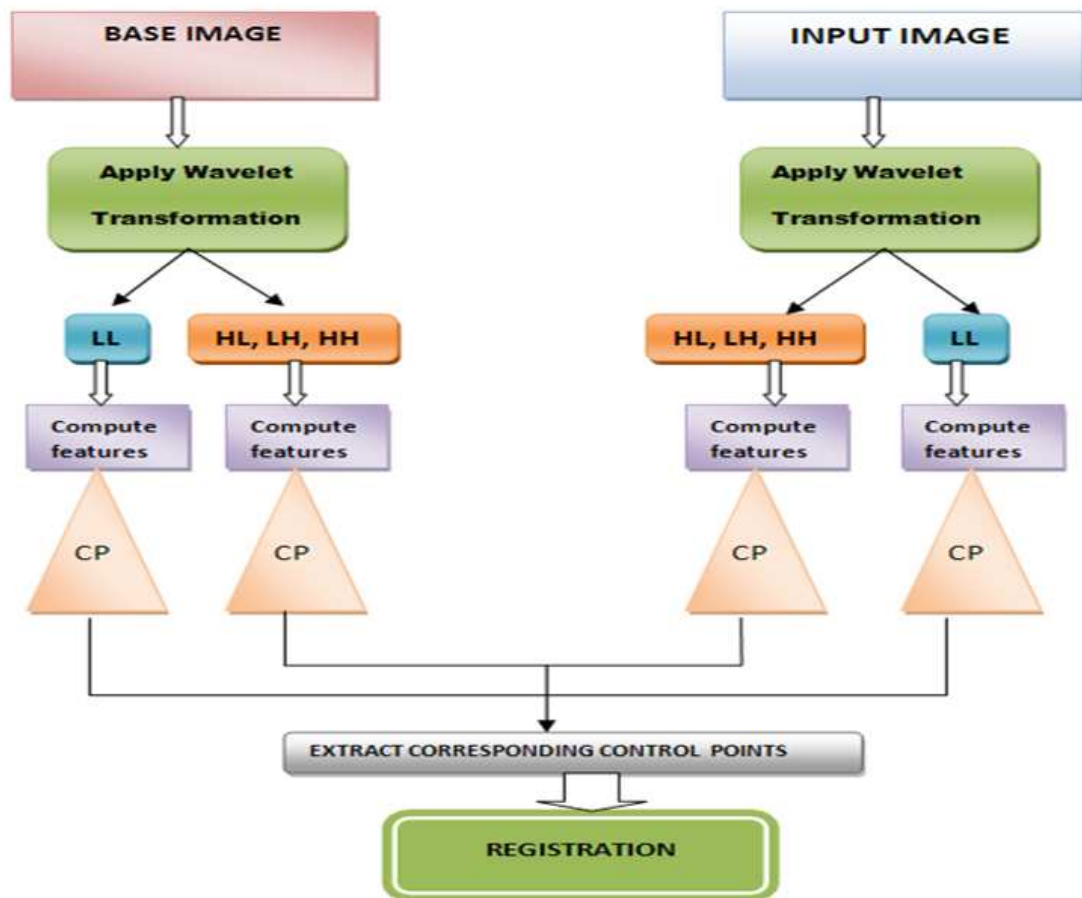 BASE IMAGE
INPUT IMAGE
Apply Wavelet
Transformation
Apply Wavelet
Transformation
LL
HL, LH, HH
HL, LH, HH
LL
Compute
features
Compute
features
Compute
features
Compute
features
CP
CP
CP
CP
EXTRACT CORRESPONDING CONTROL POINTS
REGISTRATION